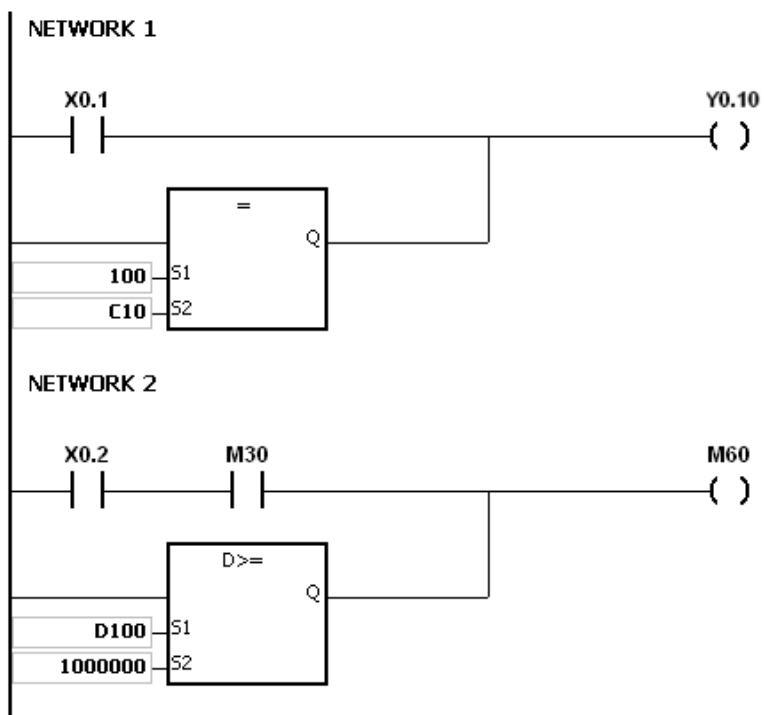 NETWORK 1
X0.1 Y0.10
=
Q
100 S1
C10 S2
NETWORK 2
X0.2 M30 M60
D>=
Q
D100 S1
1000000 S2